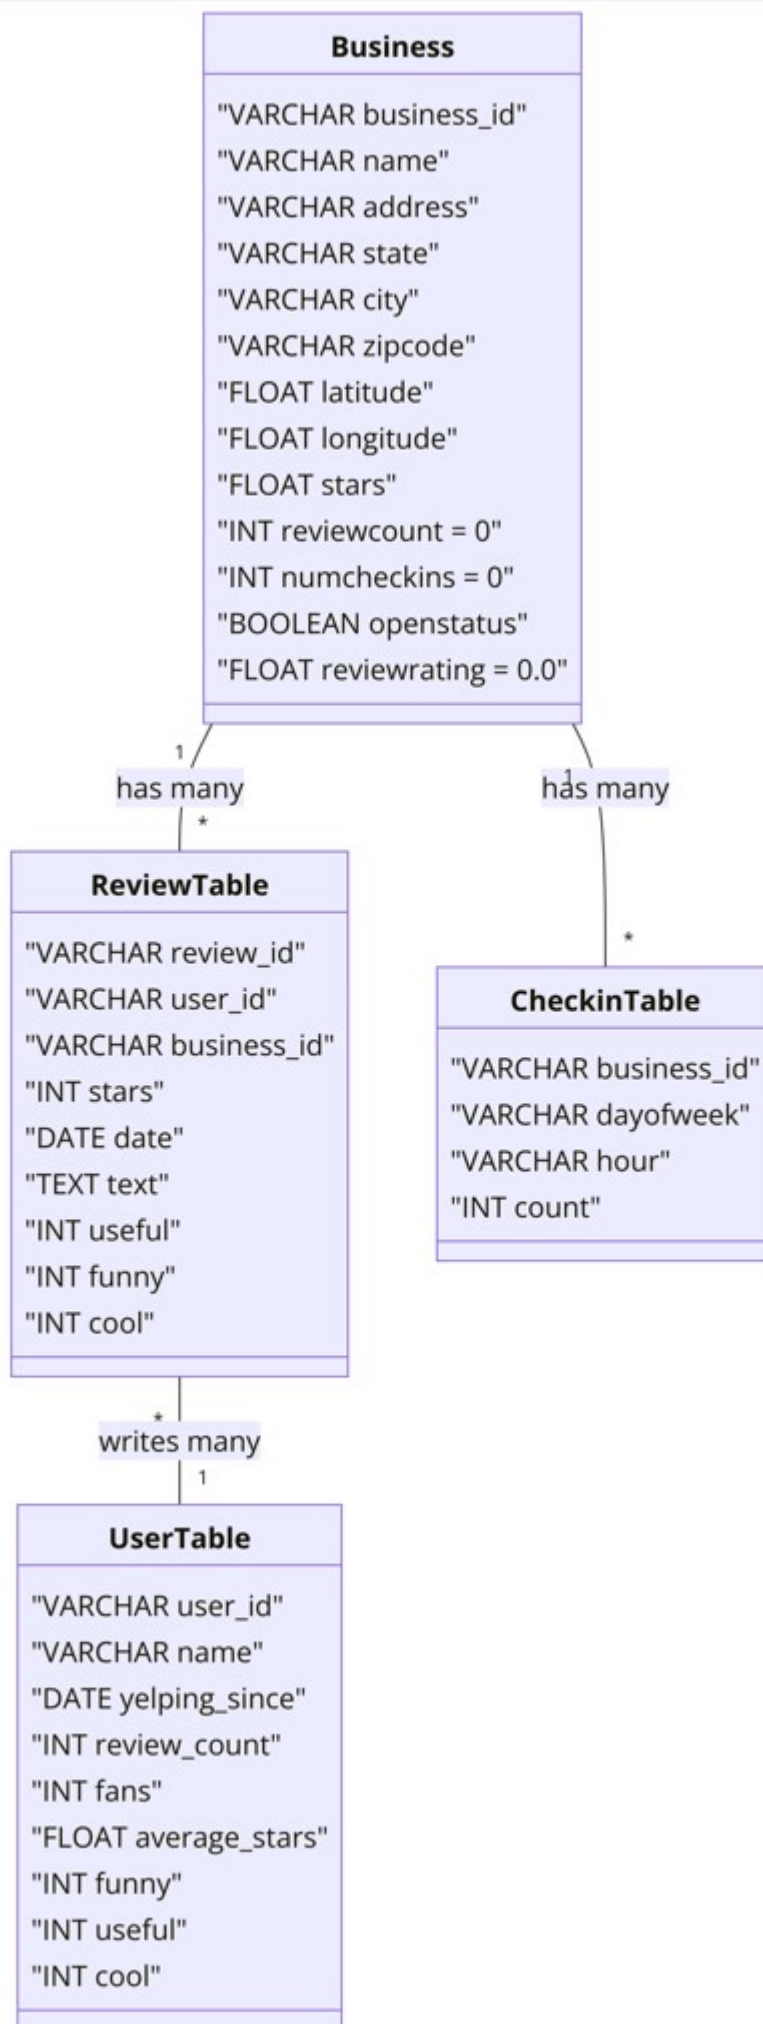 Business
"VARCHAR business_id"
"VARCHAR name"
"VARCHAR address"
"VARCHAR state"
"VARCHAR city"
"VARCHAR zipcode"
"FLOAT latitude"
"FLOAT longitude"
"FLOAT stars"
"INT reviewcount = 0"
"INT numcheckins = 0"
"BOOLEAN openstatus"
"FLOAT reviewrating = 0.0"
1
has many
*
1
has many
*
ReviewTable
"VARCHAR review_id"
"VARCHAR user_id"
"VARCHAR business_id"
"INT stars"
"DATE date"
"TEXT text"
"INT useful"
"INT funny"
"INT cool"
CheckinTable
"VARCHAR business_id"
"VARCHAR dayofweek"
"VARCHAR hour"
"INT count"
*
writes many
1
UserTable
"VARCHAR user_id"
"VARCHAR name"
"DATE yelping_since"
"INT review_count"
"INT fans"
"FLOAT average_stars"
"INT funny"
"INT useful"
"INT cool"